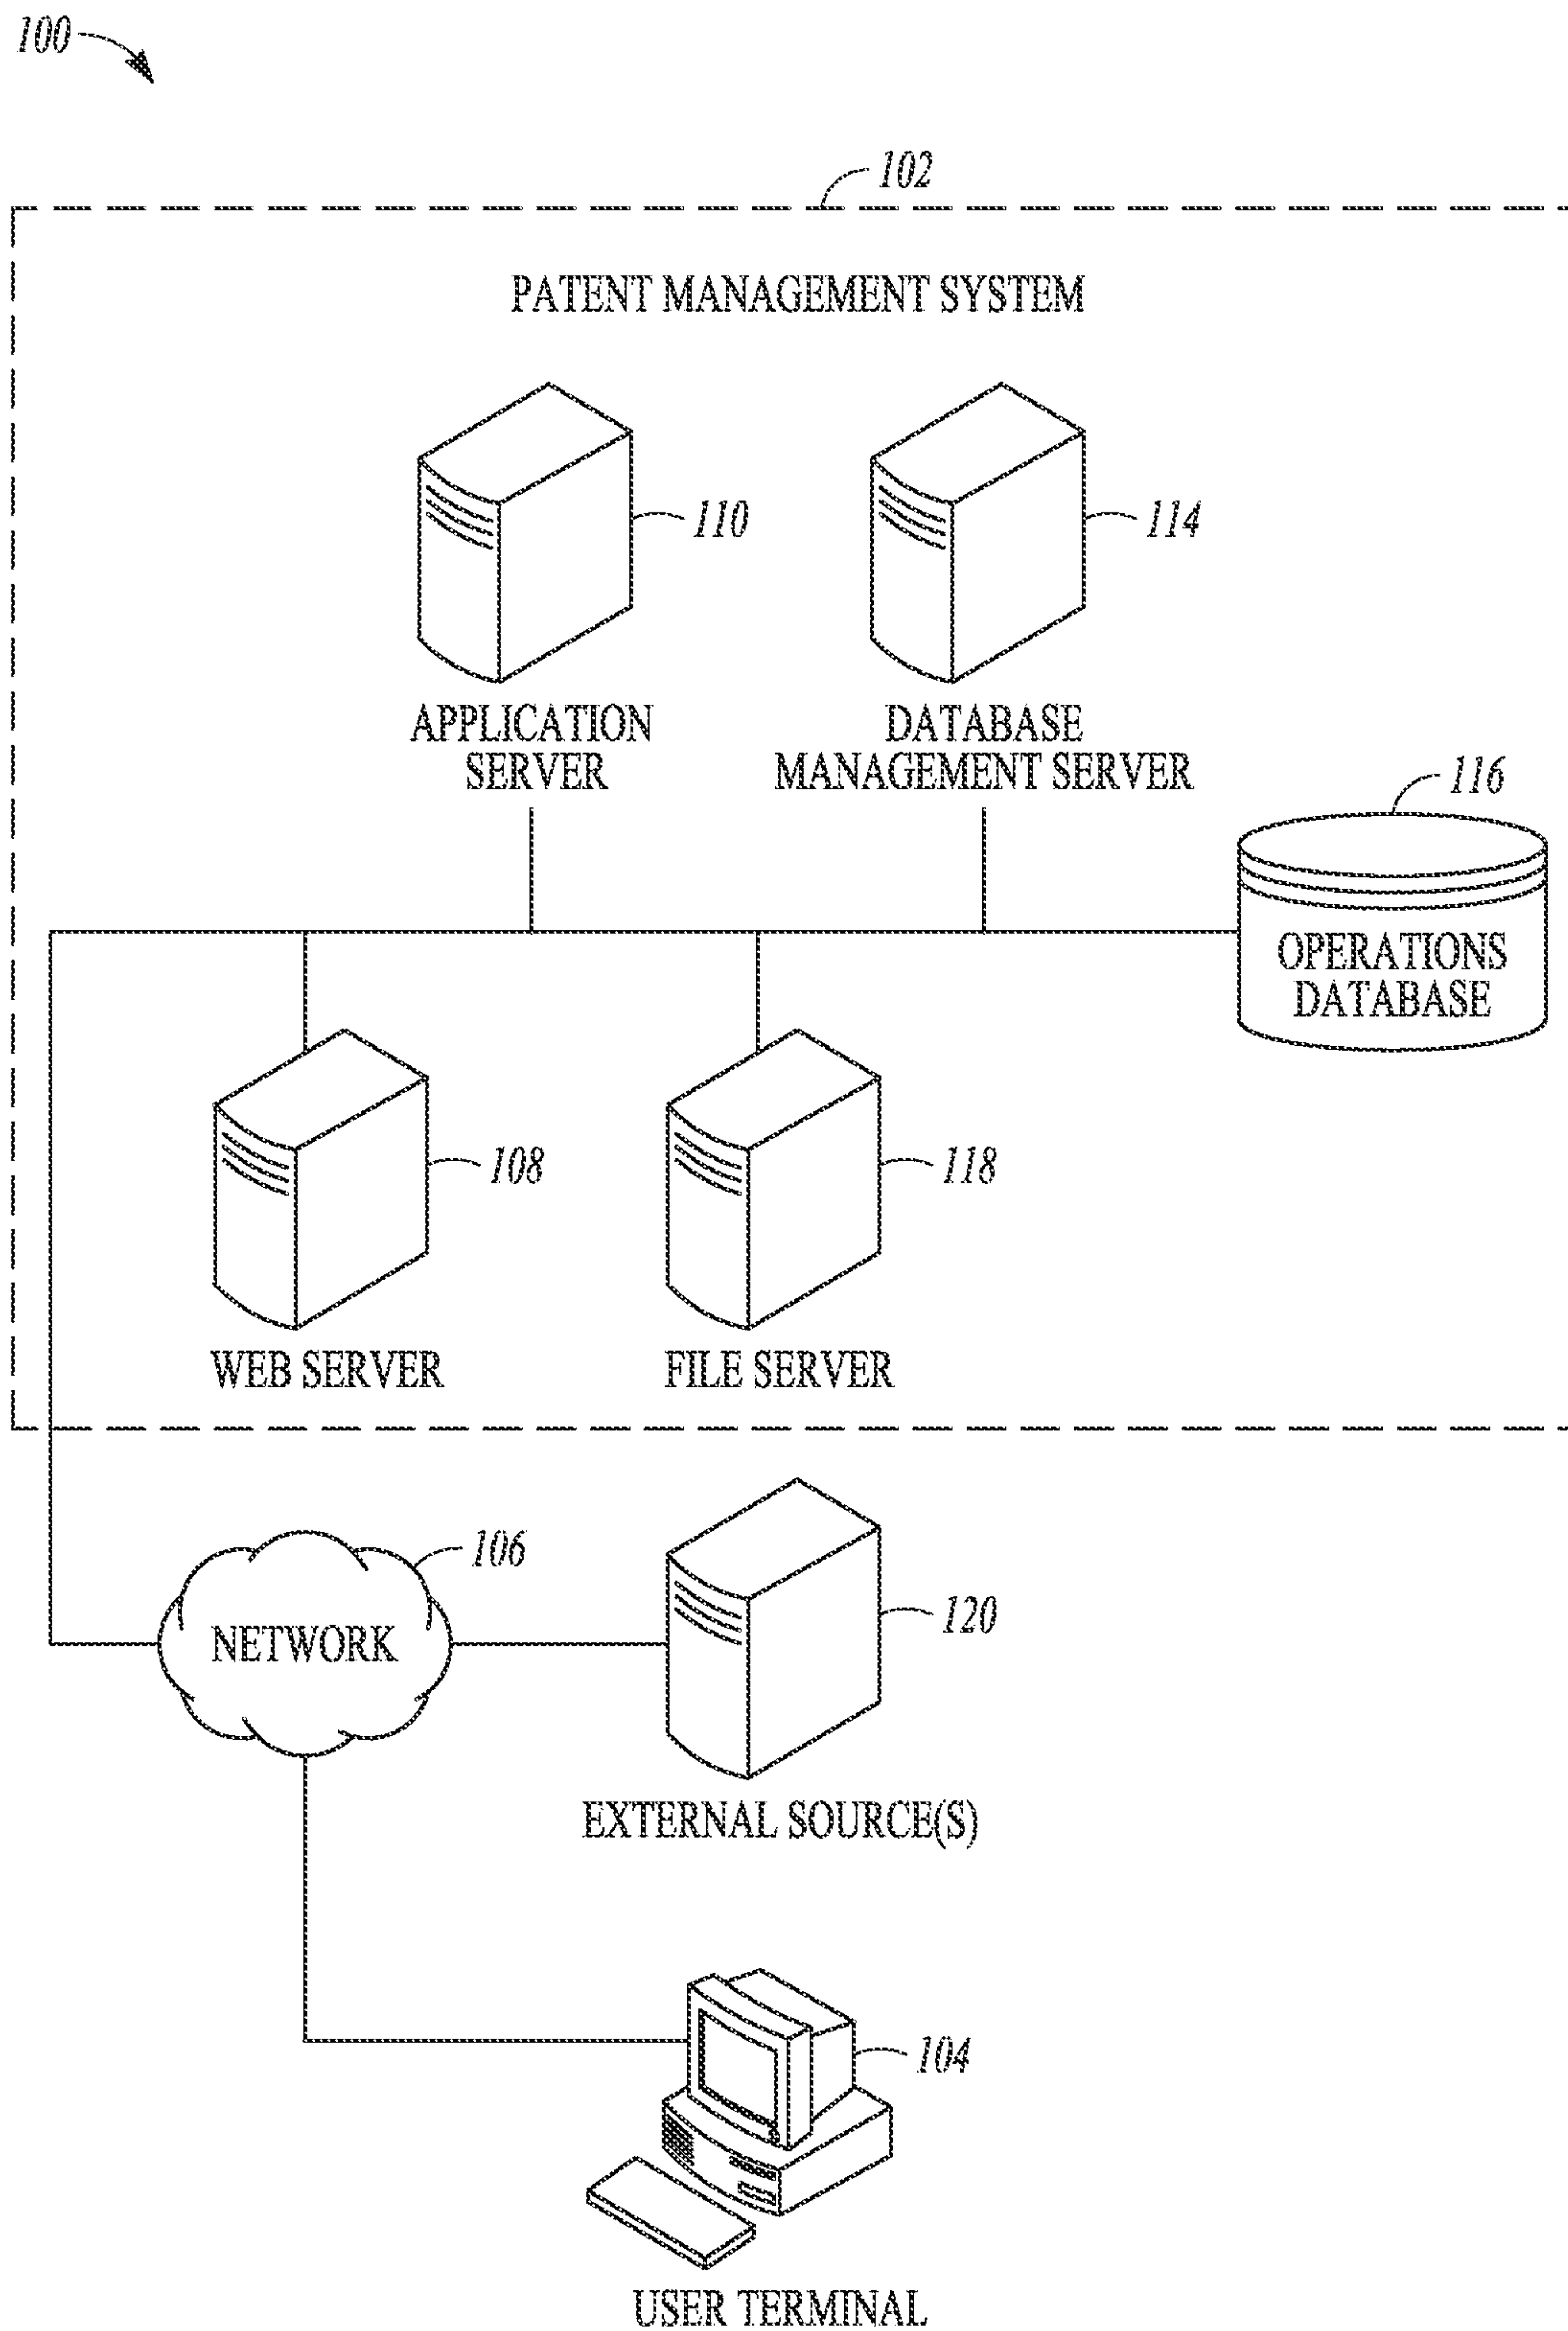 100
102
PATENT MANAGEMENT SYSTEM
110
114
APPLICATION
SERVER
DATABASE
MANAGEMENT SERVER
116
OPERATIONS
DATABASE
108
118
WEB SERVER
FILE SERVER
106
NETWORK
120
EXTERNAL SOURCE(S)
104
USER TERMINAL